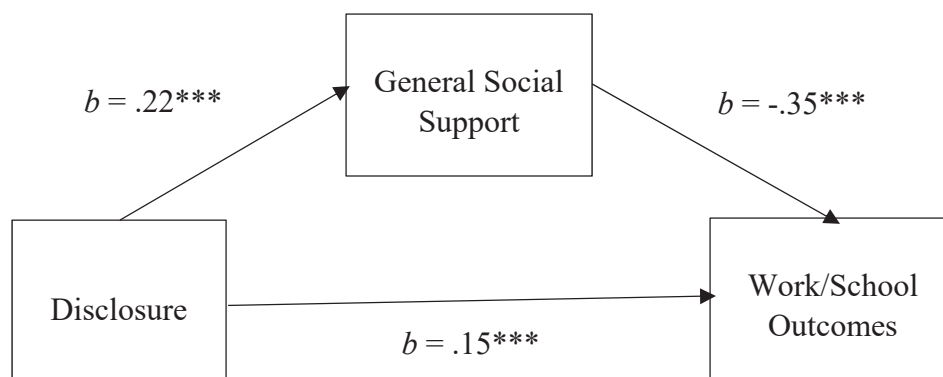 General Social
Support
b = .22***
b = -.35***
Disclosure
Work/School
Outcomes
b = .15***